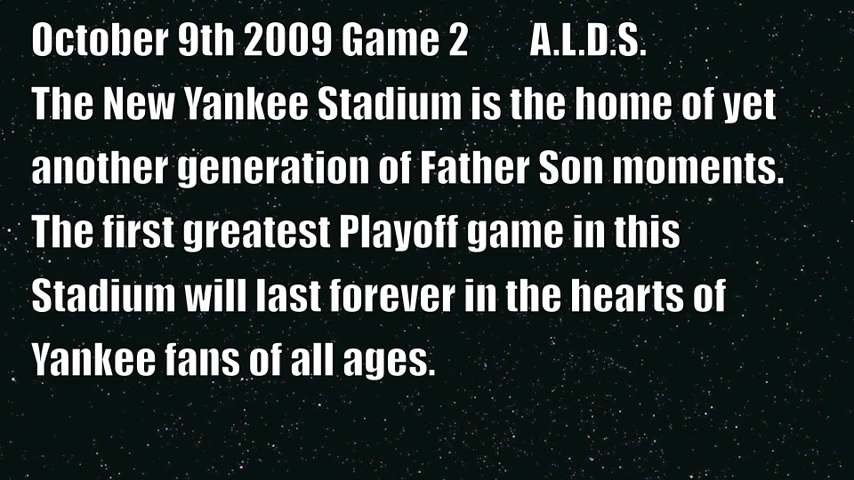 October 9th 2009 Game 2 A.L.D.S.
The New Yankee Stadium is the home of yet
another generation of Father Son moments.
The first greatest Playoff game in this
Stadium will last forever in the hearts of
Yankee fans of all ages.